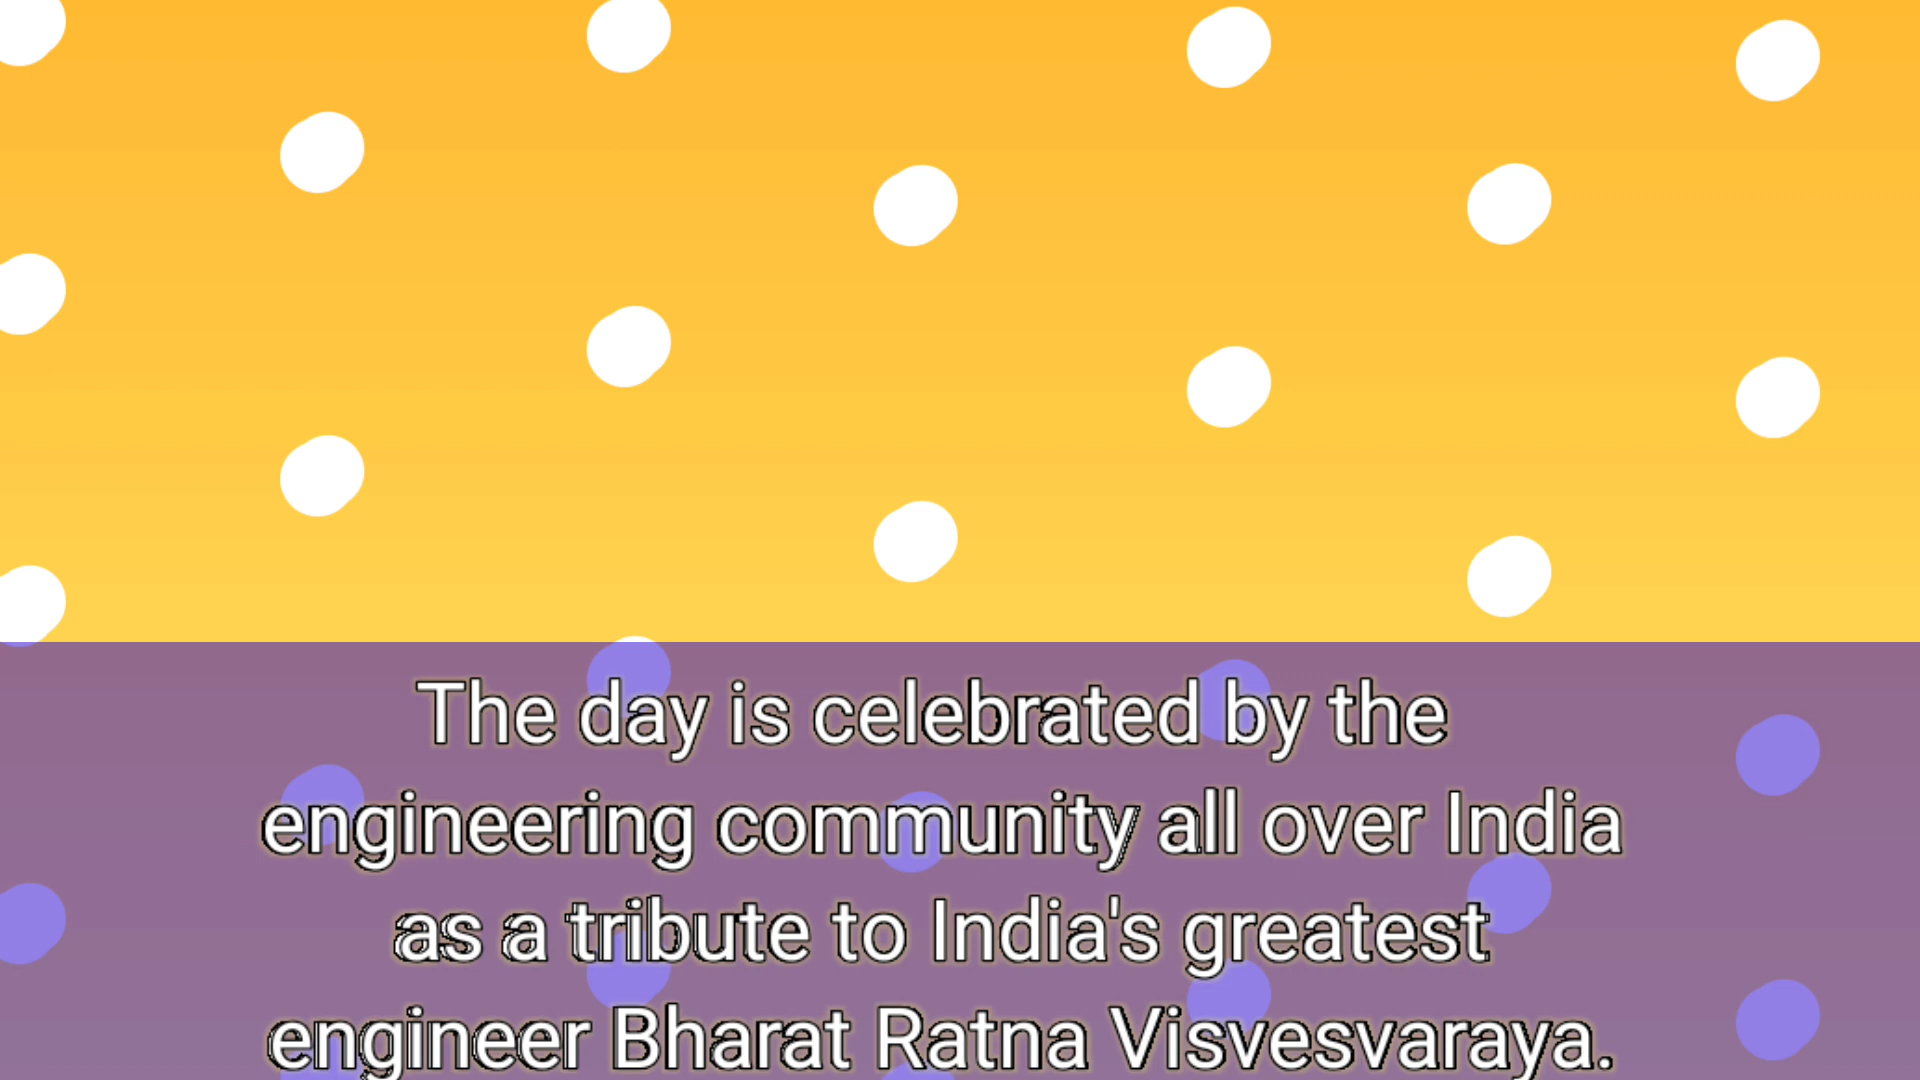 The day is celebrated by the
engineering community all over India
as a tribute to India's greatest
engineer Bharat Ratna Visvesvaraya.